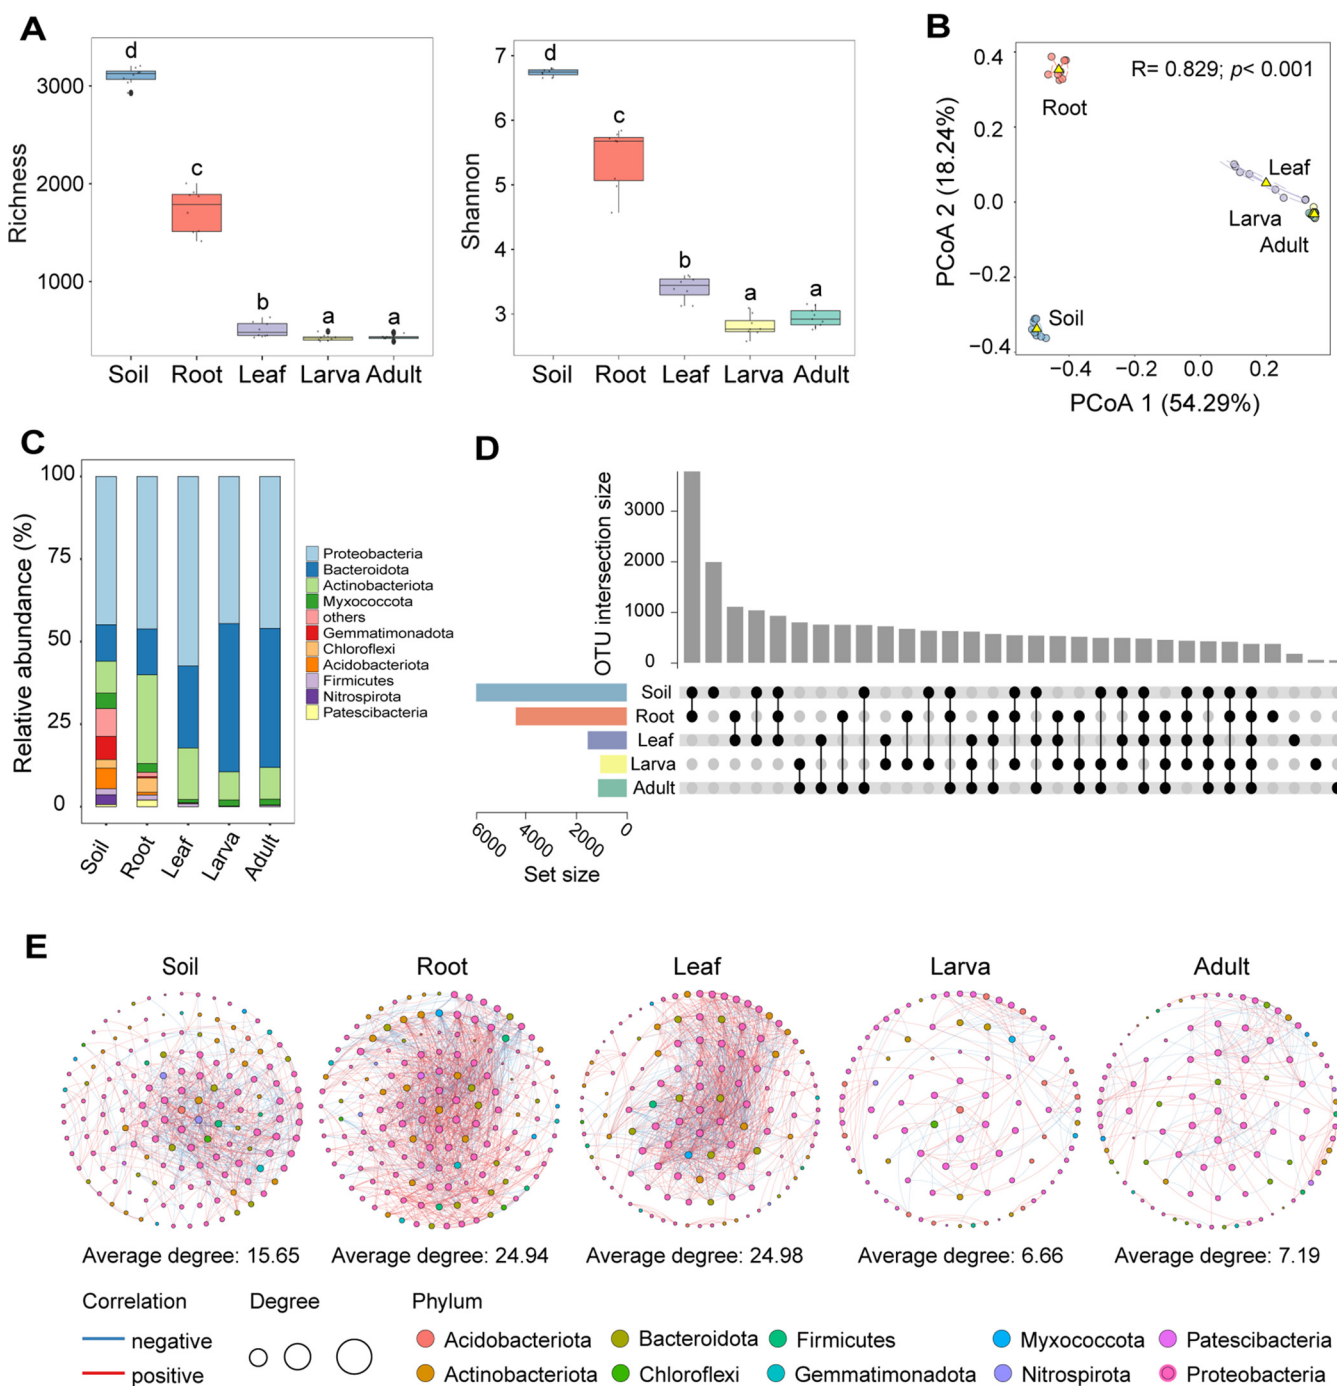 A
Richness
3000
2000
1000
d
c
b
a
a
Soil Root Leaf Larva Adult
Shannon
7
6
5
4
3
d
c
b
a
a
Soil Root Leaf Larva Adult
B
R= 0.829; p< 0.001
PCoA 2 (18.24%)
0.4
0.2
0.0
−0.2
−0.4
Root
Leaf
Larva
Adult
Soil
−0.4 −0.2 0.0 0.2
PCoA 1 (54.29%)
C
Relative abundance (%)
100
75
50
25
0
Soil Root Leaf Larva Adult
Proteobacteria
Bacteroidota
Actinobacteriota
Myxococcota
others
Gemmatimonadota
Chloroflexi
Acidobacteriota
Firmicutes
Nitrospirota
Patescibacteria
D
OTU intersection size
3000
2000
1000
0
Soil
Root
Leaf
Larva
Adult
6000 4000 2000 0
Set size
E
Soil Root Leaf Larva Adult
Average degree: 15.65 Average degree: 24.94 Average degree: 24.98 Average degree: 6.66 Average degree: 7.19
Correlation Degree Phylum
negative Acidobacteriota Bacteroidota Firmicutes Myxococcota Patescibacteria
positive Actinobacteriota Chloroflexi Gemmatimonadota Nitrospirota Proteobacteria